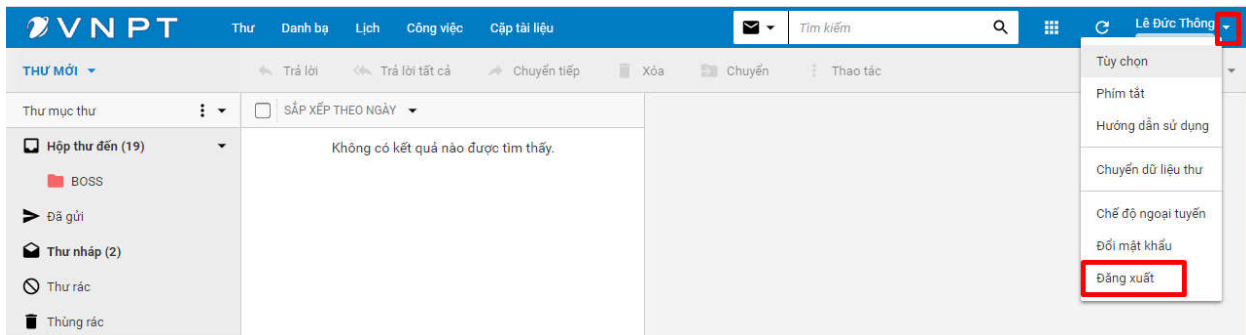 VNPT Thư Danh bạ Lịch Công việc Cặp tài liệu Tìm kiếm Lê Đức Thông
THƯ MỚI Trả lời Trả lời tất cả Chuyển tiếp Xóa Chuyển Thao tác
Thư mục thư SẮP XẾP THEO NGÀY
Hộp thư đến (19) Không có kết quả nào được tìm thấy.
BOSS
Đã gửi
Thư nháp (2)
Thư rác
Thùng rác
Tùy chọn
Phím tắt
Hướng dẫn sử dụng
Chuyển dữ liệu thư
Chế độ ngoại tuyến
Đổi mật khẩu
Đăng xuất